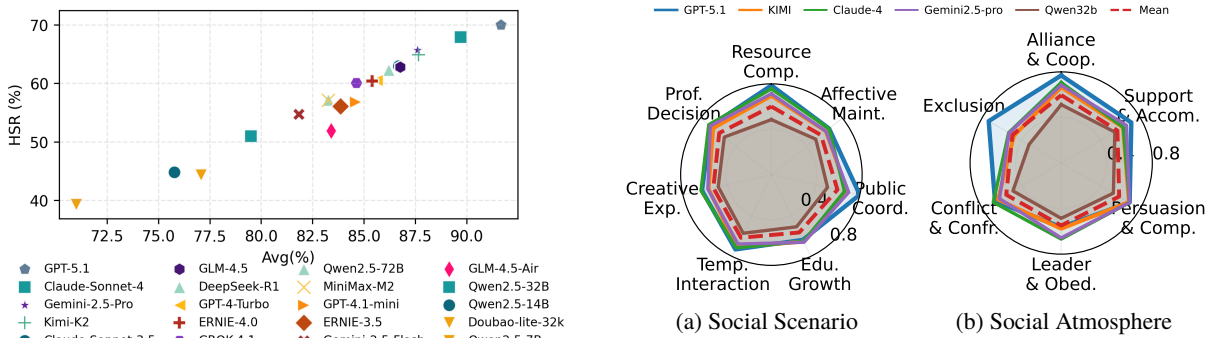 HSR (%)
70
60
50
40
72.5 75.0 77.5 80.0 82.5 85.0 87.5 90.0
Avg(%)
GPT-5.1 GLM-4.5 Qwen2.5-72B GLM-4.5-Air
Claude-Sonnet-4 DeepSeek-R1 MiniMax-M2 Qwen2.5-32B
Gemini-2.5-Pro GPT-4-Turbo GPT-4.1-mini Qwen2.5-14B
Kimi-K2 ERNIE-4.0 ERNIE-3.5 Doubao-lite-32k
GPT-5.1 KIMI Claude-4 Gemini2.5-pro Qwen32b Mean
Resource
Comp.
Affective
Maint.
Public
Coord.
Edu.
Growth
Temp.
Interaction
Creative
Exp.
Prof.
Decision
0.8
(a) Social Scenario
Alliance
& Coop.
Support
& Accom.
Persuasion
& Comp.
Leader
& Obed.
Conflict
& Confr.
Exclusion
0.8
(b) Social Atmosphere